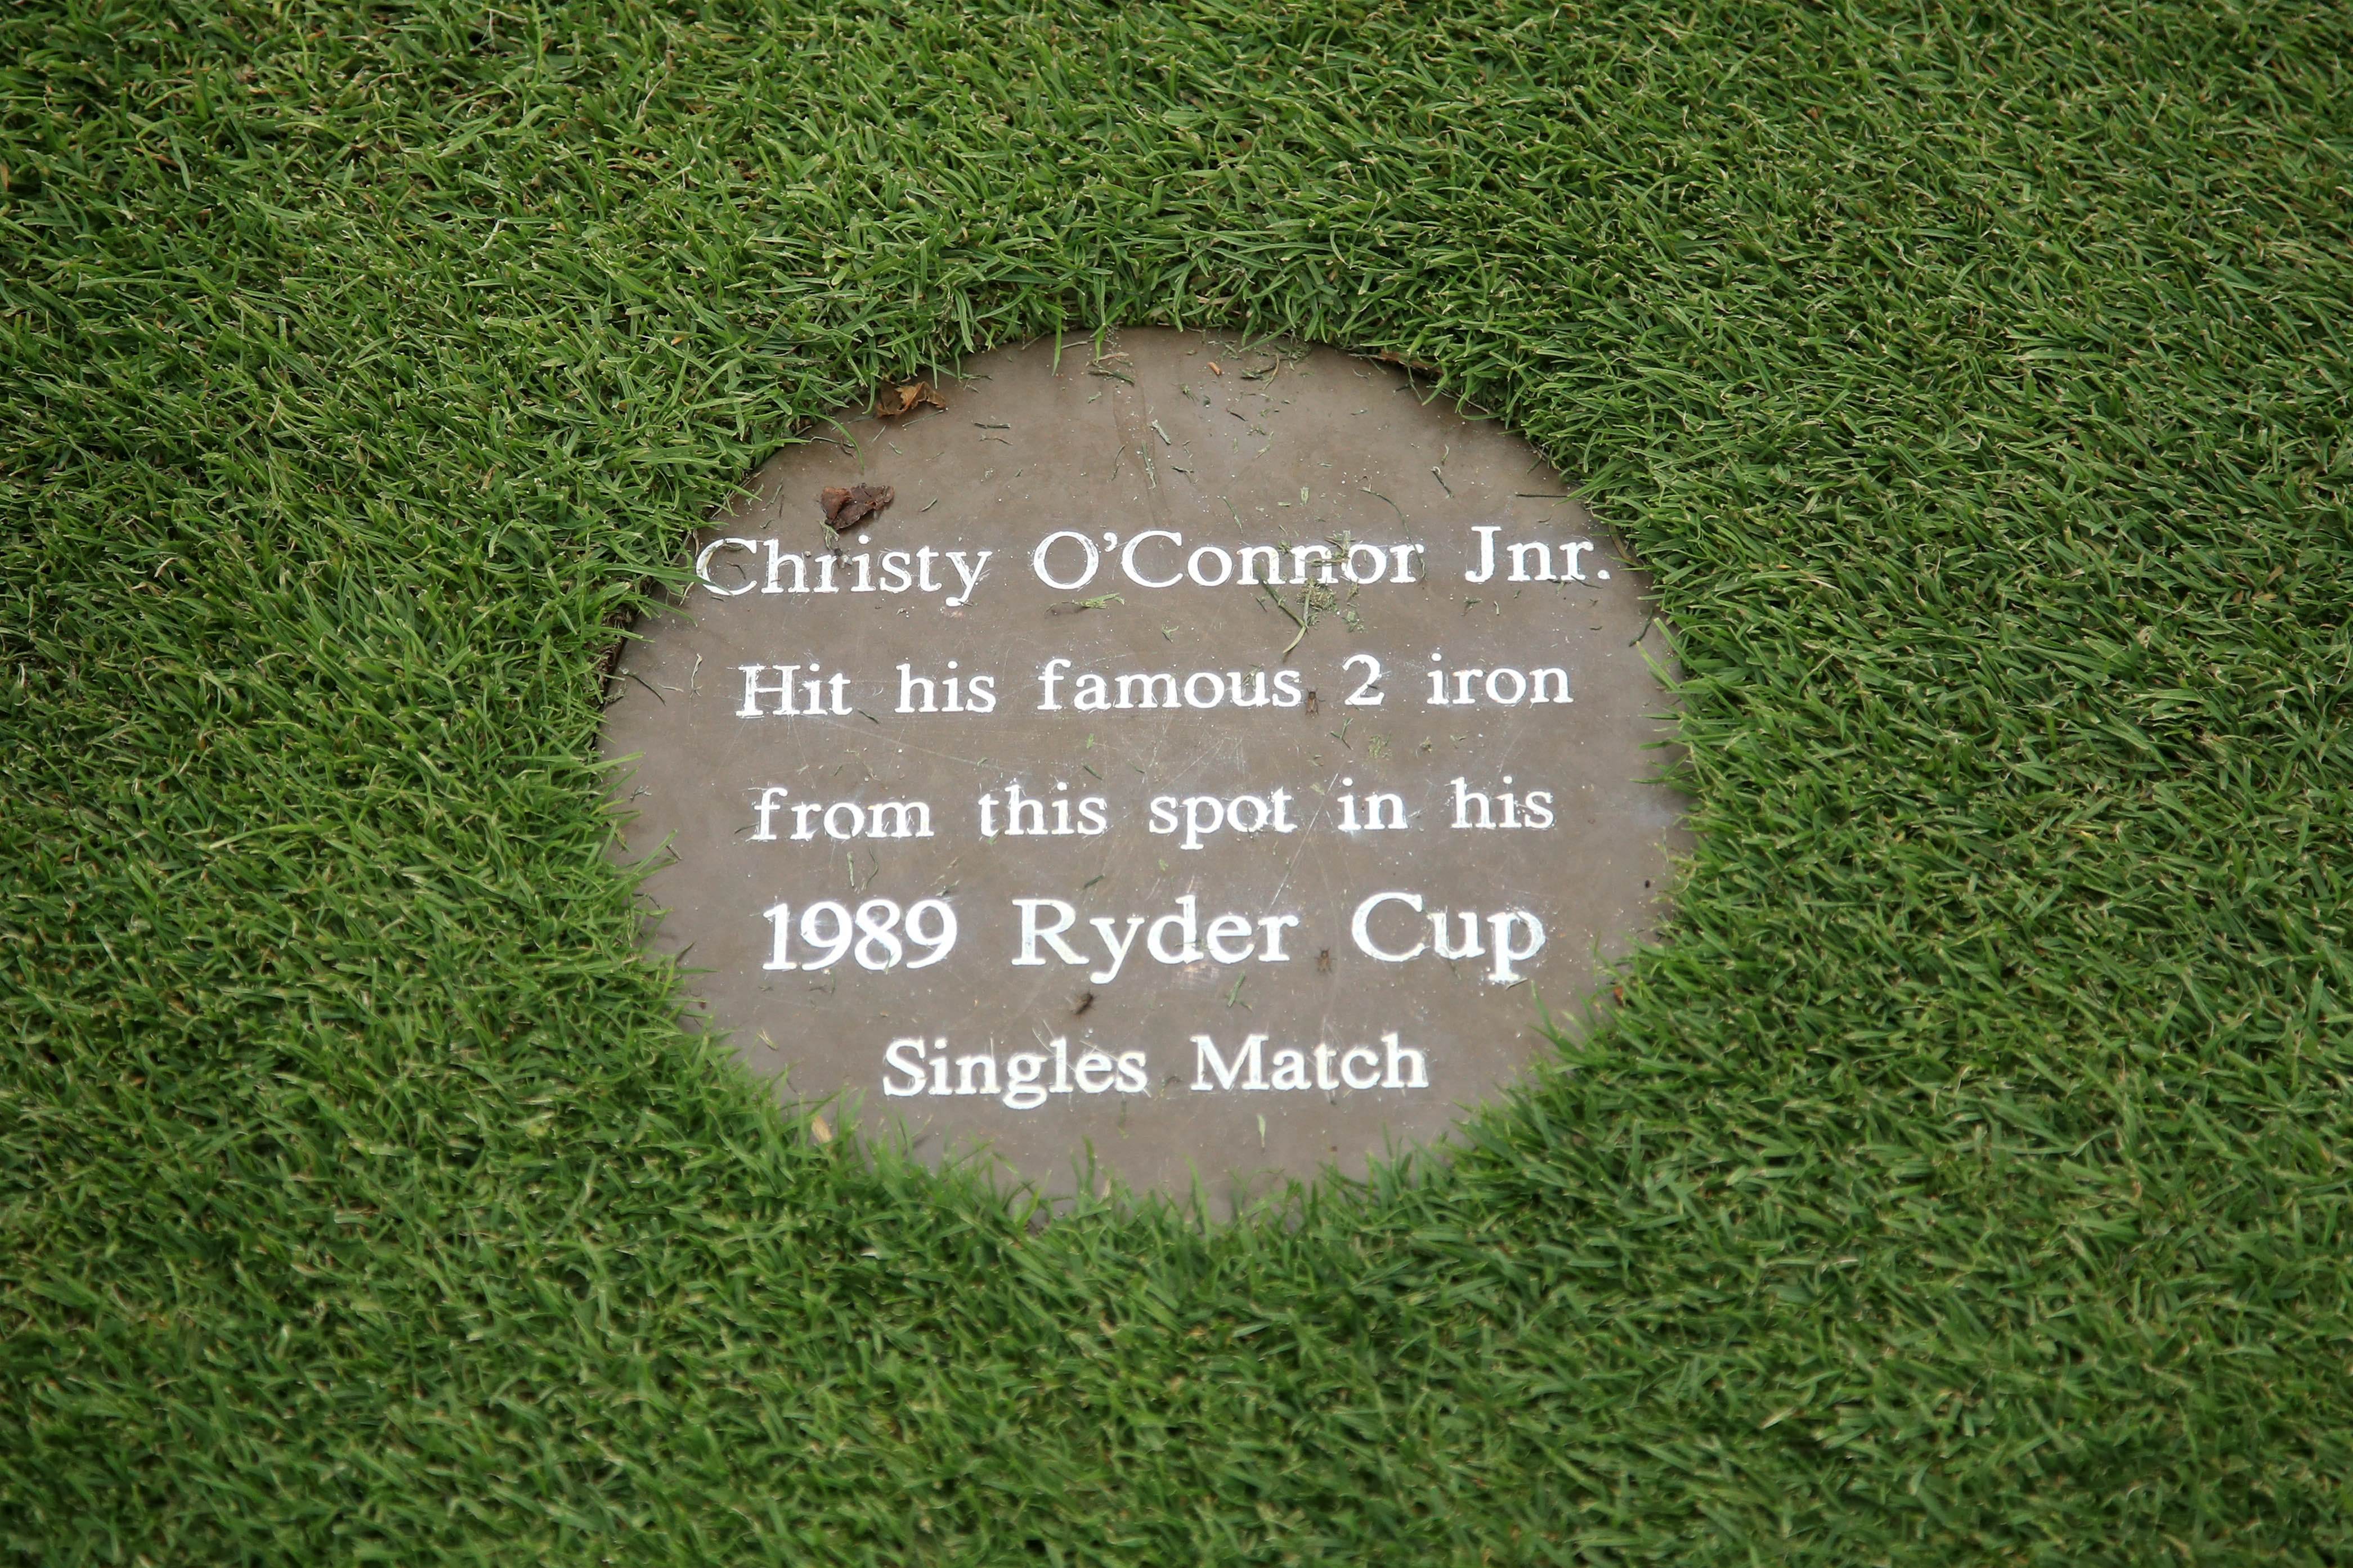 Christy O'Connor Jnr.
Hit his famous 2 iron
from this spot in his
1989 Ryder Cup
Singles Match